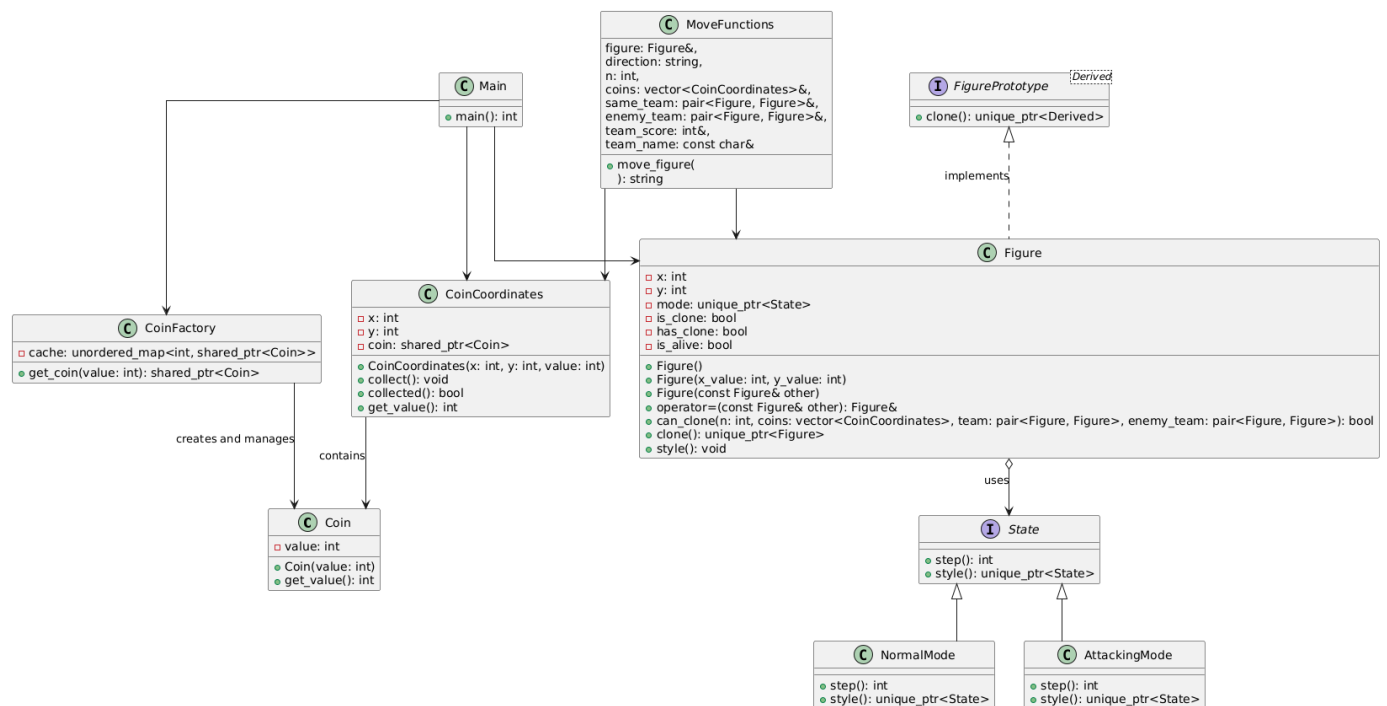 C MoveFunctions
figure: Figure&,
direction: string,
n: int,
coins: vector<CoinCoordinates>&,
same_team: pair<Figure, Figure>&,
enemy_team: pair<Figure, Figure>&,
team_score: int&,
team_name: const char&
move_figure(
): string
C Main
main(): int
I FigurePrototype
Derived
clone(): unique_ptr<Derived>
implements
C Figure
x: int
y: int
mode: unique_ptr<State>
is_clone: bool
has_clone: bool
is_alive: bool
Figure()
Figure(x_value: int, y_value: int)
Figure(const Figure& other)
operator=(const Figure& other): Figure&
can_clone(n: int, coins: vector<CoinCoordinates>, team: pair<Figure, Figure>, enemy_team: pair<Figure, Figure>): bool
clone(): unique_ptr<Figure>
style(): void
C CoinCoordinates
x: int
y: int
coin: shared_ptr<Coin>
CoinCoordinates(x: int, y: int, value: int)
collect(): void
collected(): bool
get_value(): int
C CoinFactory
cache: unordered_map<int, shared_ptr<Coin>>
get_coin(value: int): shared_ptr<Coin>
creates and manages
contains
uses
C Coin
value: int
Coin(value: int)
get_value(): int
I State
step(): int
style(): unique_ptr<State>
C NormalMode
step(): int
style(): unique_ptr<State>
C AttackingMode
step(): int
style(): unique_ptr<State>